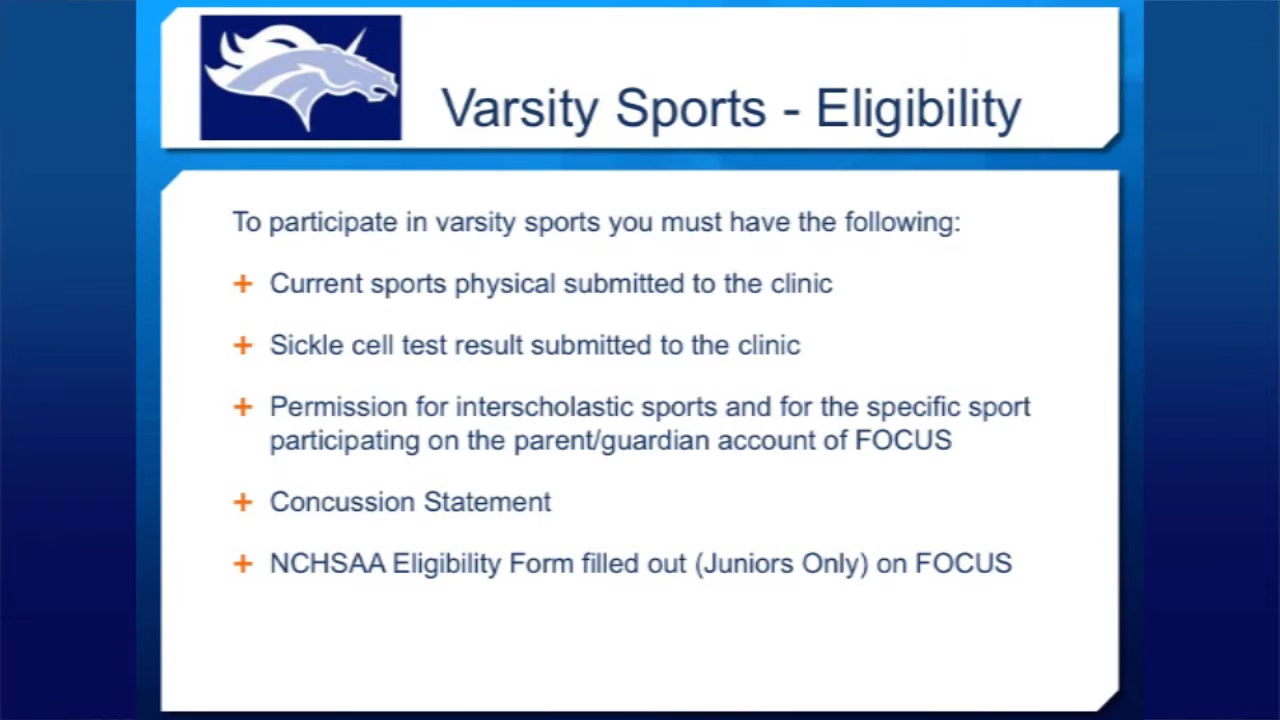 Varsity Sports - Eligibility
To participate in varsity sports you must have the following:
+ Current sports physical submitted to the clinic
+ Sickle cell test result submitted to the clinic
+ Permission for interscholastic sports and for the specific sport
participating on the parent/guardian account of FOCUS
+ Concussion Statement
+ NCHSAA Eligibility Form filled out (Juniors Only) on FOCUS